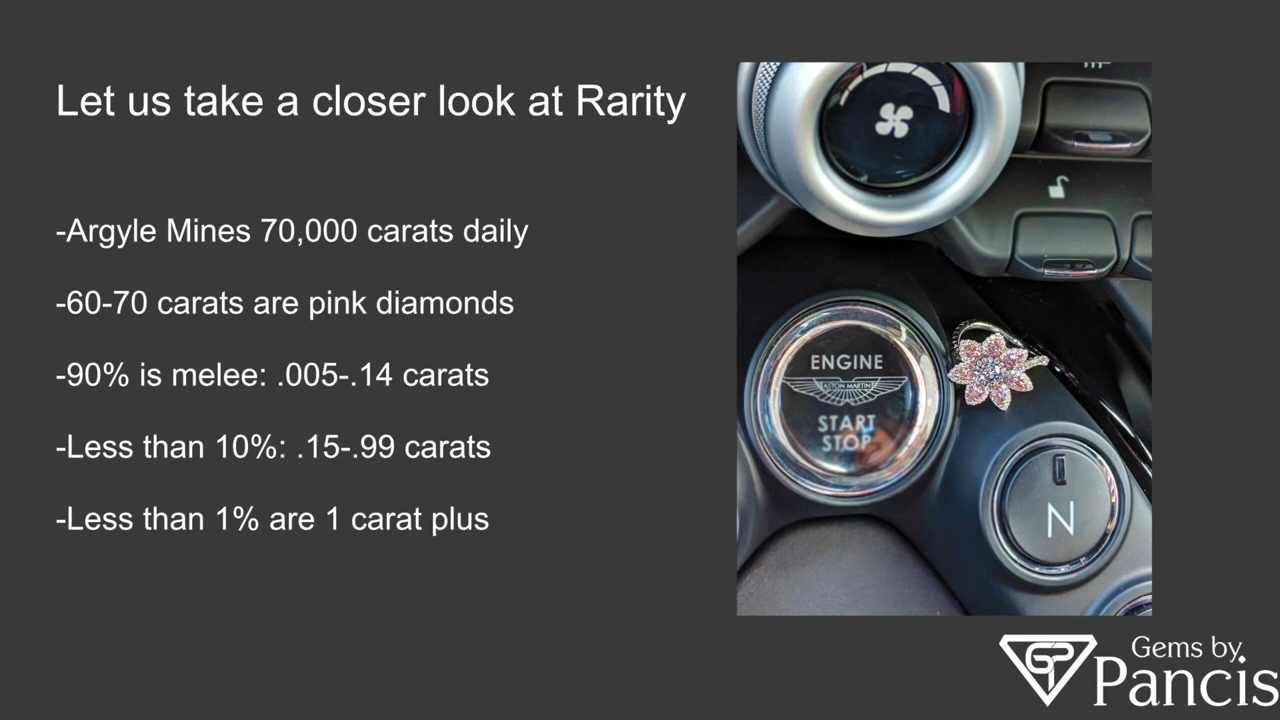 Let us take a closer look at Rarity
-Argyle Mines 70,000 carats daily
-60-70 carats are pink diamonds
-90% is melee: .005-.14 carats
-Less than 10%: .15-.99 carats
-Less than 1% are 1 carat plus
ENGINE
ASTON MARTIN
START
STOP
N
GP
Gems by
Pancis